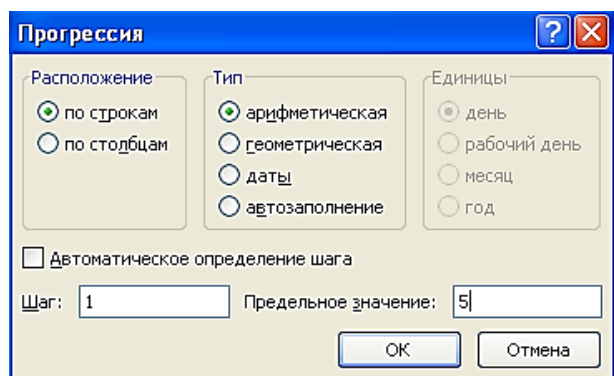 Прогрессия
Расположение
по строкам
по столбцам
Тип
арифметическая
геометрическая
даты
автозаполнение
Единицы
день
рабочий день
месяц
год
Автоматическое определение шага
Шаг: 1
Предельное значение: 5
ОК
Отмена